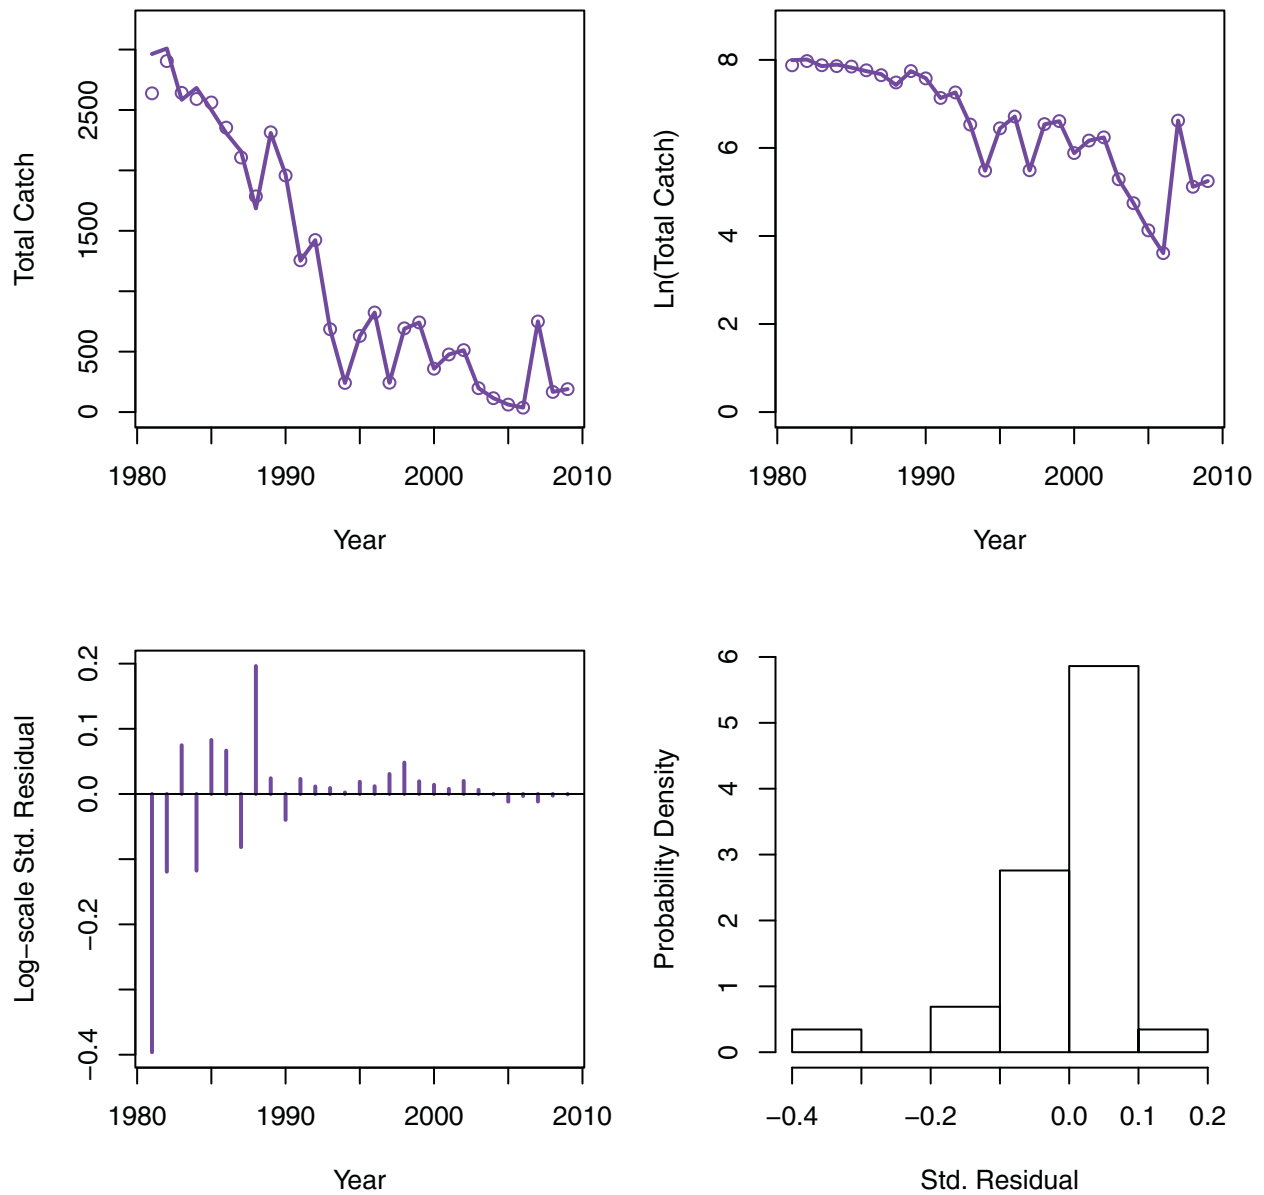 Total Catch
2500
1500
500
0
1980 1990 2000 2010
Year
Ln(Total Catch)
8
6
4
2
0
1980 1990 2000 2010
Year
Log−scale Std. Residual
0.2
0.1
0.0
−0.2
−0.4
1980 1990 2000 2010
Year
Probability Density
6
5
4
3
2
1
0
−0.4 −0.2 0.0 0.1 0.2
Std. Residual